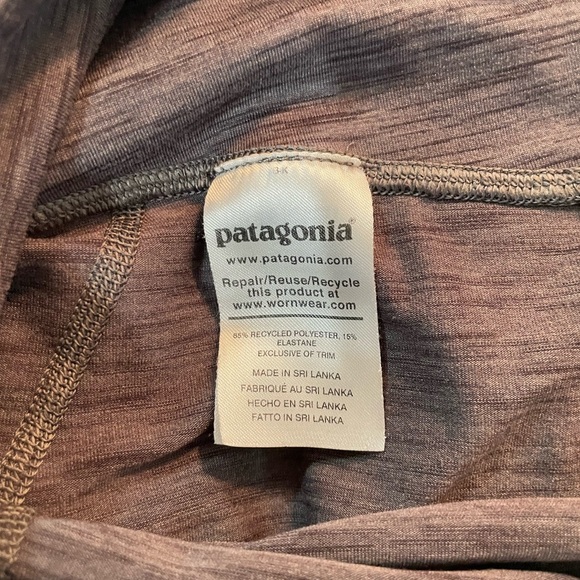 patagonia®
www.patagonia.com
Repair/Reuse/Recycle
this product at
www.wornwear.com
85% RECYCLED POLYESTER, 15%
ELASTANE
EXCLUSIVE OF TRIM
MADE IN SRI LANKA
FABRIQUÉ AU SRI LANKA
HECHO EN SRI LANKA
FATTO IN SRI LANKA